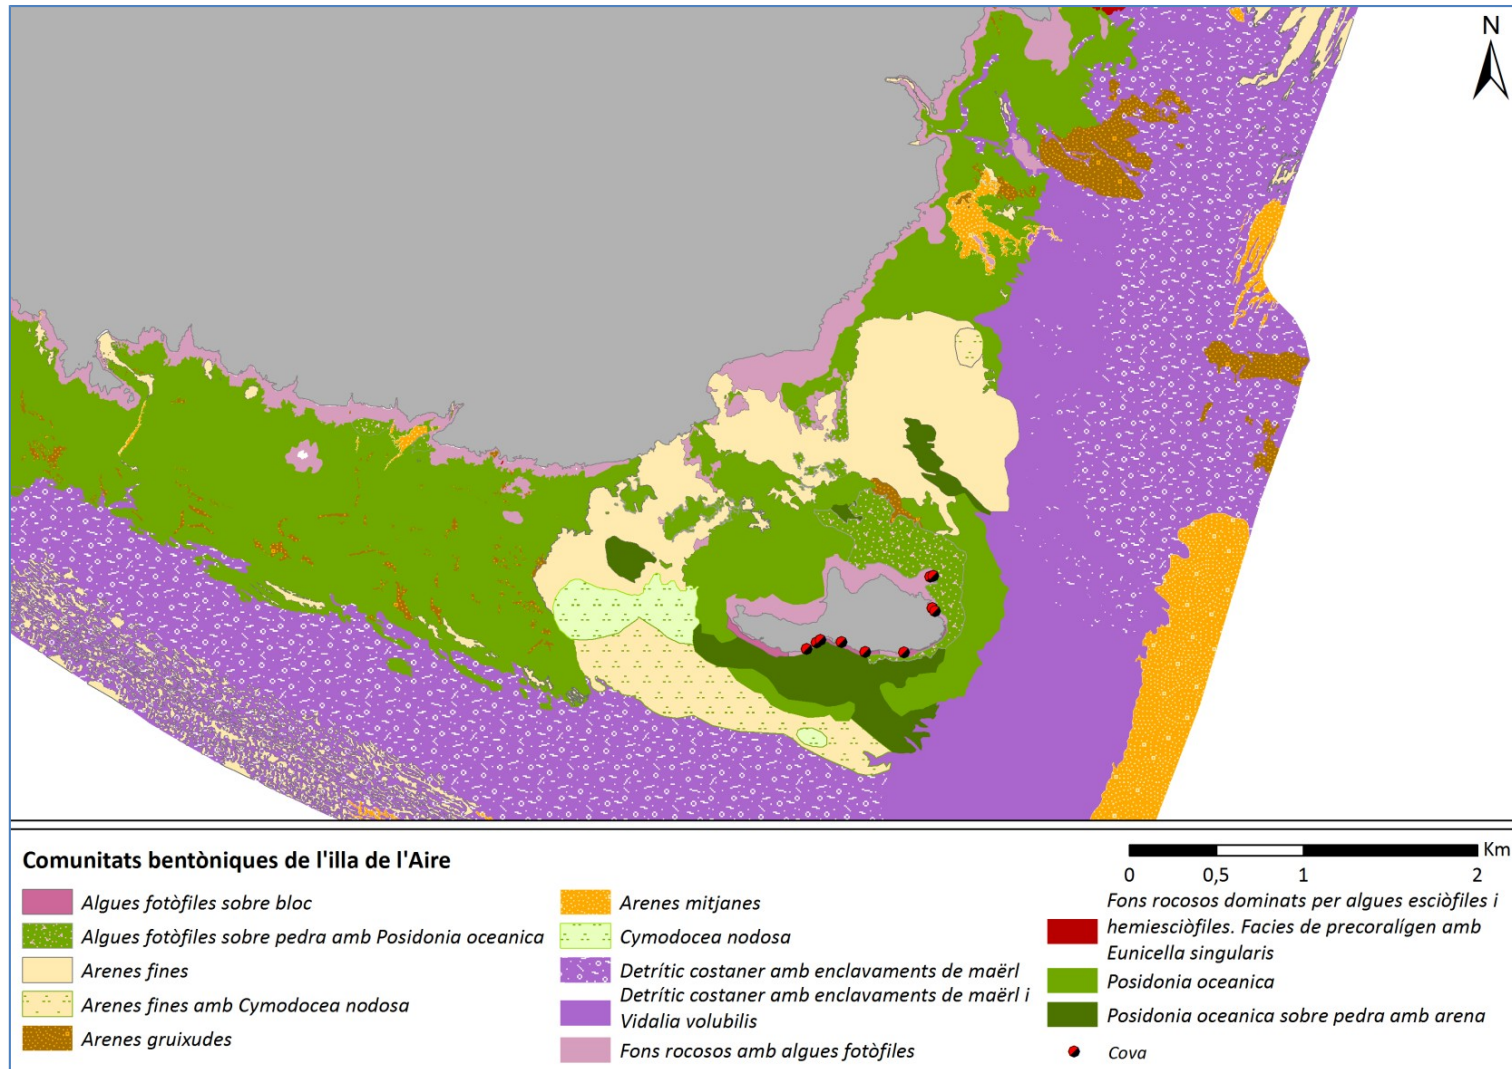 N
Comunitats bentòniques de l'illa de l'Aire
Algues fotòfiles sobre bloc
Algues fotòfiles sobre pedra amb Posidonia oceanica
Arenes fines
Arenes fines amb Cymodocea nodosa
Arenes gruixudes
Arenes mitjanes
Cymodocea nodosa
Detrític costaner amb enclavaments de maërl
Detrític costaner amb enclavaments de maërl i
Vidalia volubilis
Fons rocosos amb algues fotòfiles
Km
0 0,5 1 2
Fons rocosos dominats per algues esciòfiles i
hemiesciòfiles. Facies de precoralígen amb
Eunicella singularis
Posidonia oceanica
Posidonia oceanica sobre pedra amb arena
Cova